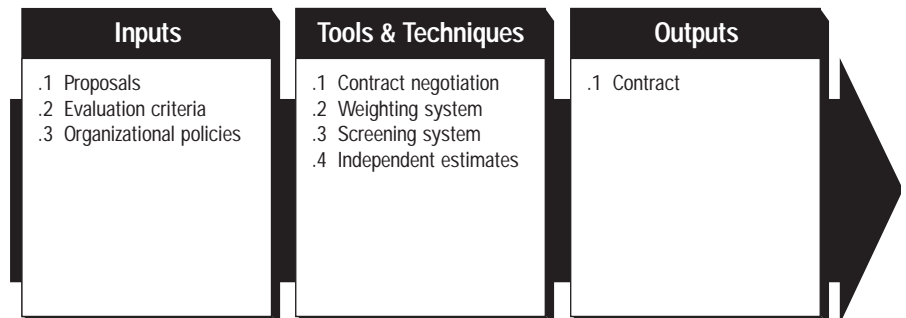 Inputs
.1 Proposals
.2 Evaluation criteria
.3 Organizational policies
Tools & Techniques
.1 Contract negotiation
.2 Weighting system
.3 Screening system
.4 Independent estimates
Outputs
.1 Contract